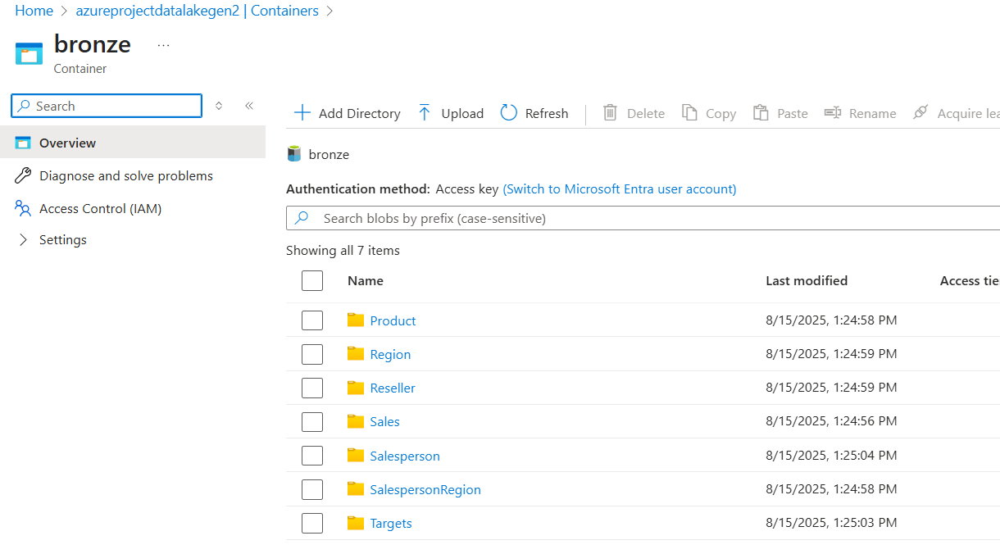 Home > azureprojectdatalakegen2 | Containers >
bronze ...
Container
Search
Overview
Diagnose and solve problems
Access Control (IAM)
Settings
Add Directory Upload Refresh Delete Copy Paste Rename Acquire lea
bronze
Authentication method: Access key (Switch to Microsoft Entra user account)
Search blobs by prefix (case-sensitive)
Showing all 7 items
Name Last modified Access tie
Product 8/15/2025, 1:24:58 PM
Region 8/15/2025, 1:24:59 PM
Reseller 8/15/2025, 1:24:59 PM
Sales 8/15/2025, 1:24:56 PM
Salesperson 8/15/2025, 1:25:04 PM
SalespersonRegion 8/15/2025, 1:24:58 PM
Targets 8/15/2025, 1:25:03 PM